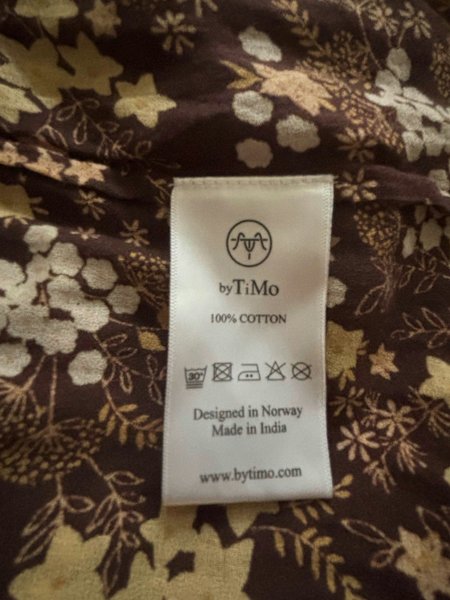 byTiMo
100% COTTON
30°
Designed in Norway
Made in India
www.bytimo.com